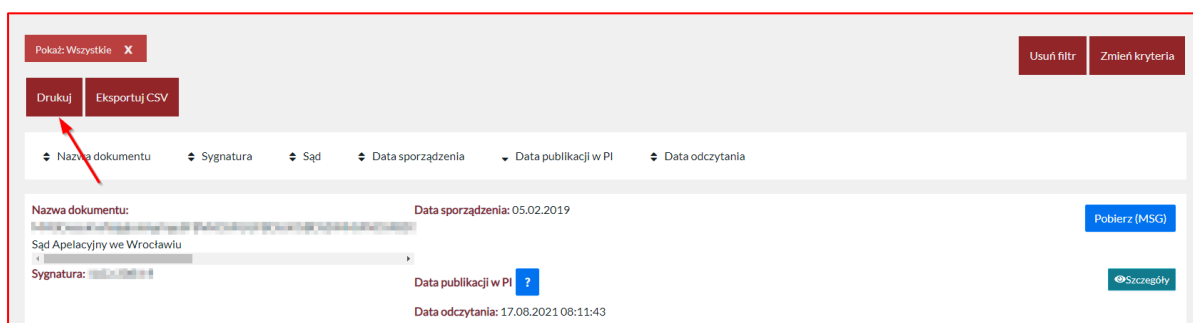 Pokaż: Wszystkie X
Usuń filtr Zmień kryteria
Drukuj Eksportuj CSV
Nazwa dokumentu Sygnatura Sąd Data sporządzenia Data publikacji w PI Data odczytania
Nazwa dokumentu:
Data sporządzenia: 05.02.2019
Pobierz (MSG)
Sąd Apelacyjny we Wrocławiu
Sygnatura:
Data publikacji w PI ?
Szczegóły
Data odczytania: 17.08.2021 08:11:43